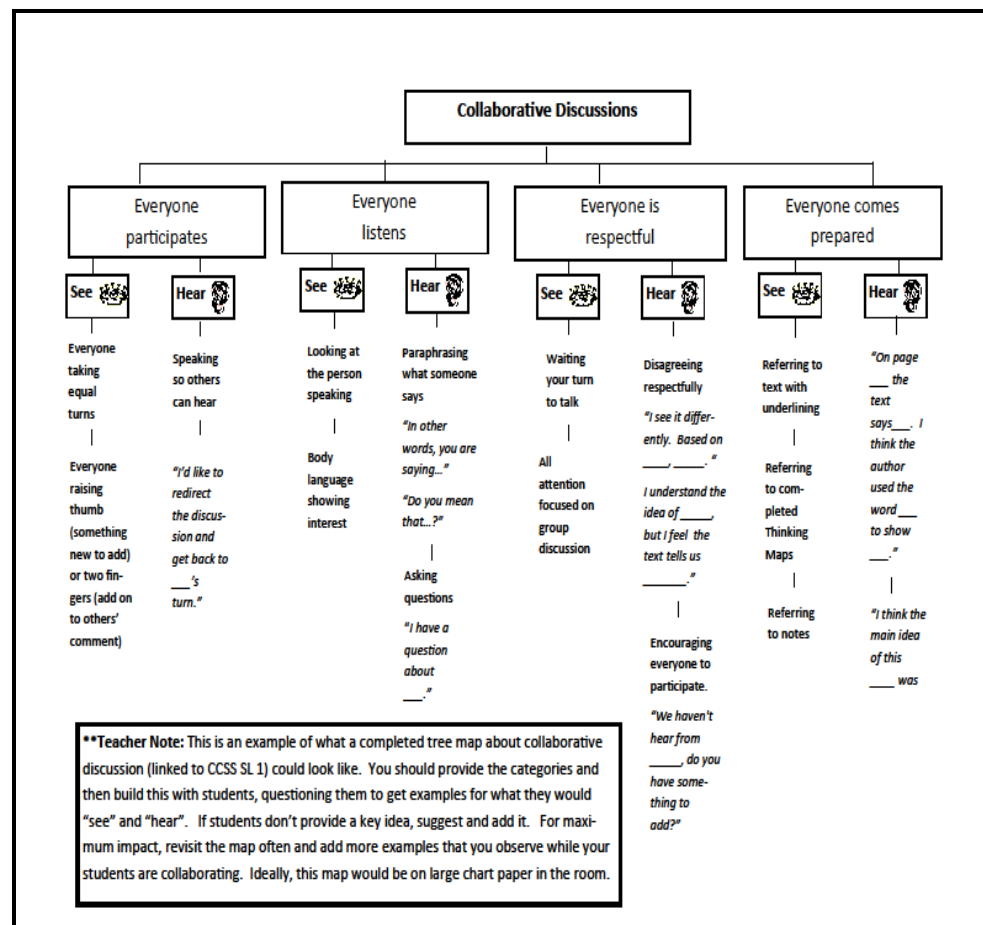 Collaborative Discussions
Everyone
participates
See
Everyone
taking
equal
turns
Everyone
raising
thumb
(something
new to add)
or two fin-
gers (add on
to others'
comment)
Hear
Speaking
so others
can hear
"I'd like to
redirect
the discus-
sion and
get back to
___'s
turn."
Everyone
listens
See
Looking at
the person
speaking
Body
language
showing
interest
Hear
Paraphrasing
what someone
says
"In other
words, you are
saying..."
"Do you mean
that...?"
Asking
questions
"I have a
question
about
___."
Everyone is
respectful
See
Waiting
your turn
to talk
All
attention
focused on
group
discussion
Hear
Disagreeing
respectfully
"I see it differ-
ently. Based on
____, _____. "
I understand the
idea of _____,
but I feel the
text tells us
_______."
Encouraging
everyone to
participate.
"We haven't
hear from
_____, do you
have some-
thing to
add?"
Everyone comes
prepared
See
Referring to
text with
underlining
Referring
to com-
pleted
Thinking
Maps
Referring
to notes
Hear
"On page
___ the
text
says___. I
think the
author
used the
word ___
to show
___."
"I think the
main idea
of this
____ was
**Teacher Note: This is an example of what a completed tree map about collaborative
discussion (linked to CCSS SL 1) could look like. You should provide the categories and
then build this with students, questioning them to get examples for what they would
"see" and "hear". If students don't provide a key idea, suggest and add it. For maxi-
mum impact, revisit the map often and add more examples that you observe while your
students are collaborating. Ideally, this map would be on large chart paper in the room.